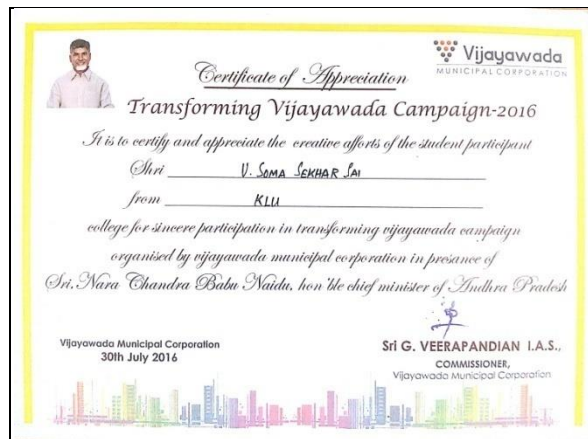 Vijayawada
MUNICIPAL CORPORATION
Certificate of Appreciation
Transforming Vijayawada Campaign-2016
It is to certify and appreciate the creative afforts of the student participant
Shri V. SOMA SEKHAR SAI
from KLU
college for sincere participation in transforming vijayawada campaign
organised by vijayawada municipal corporation in presance of
Sri. Nara Chandra Babu Naidu, hon'ble chief minister of Andhra Pradesh
Vijayawada Municipal Corporation
30th July 2016
Sri G. VEERAPANDIAN I.A.S.,
COMMISSIONER,
Vijayawada Municipal Corporation